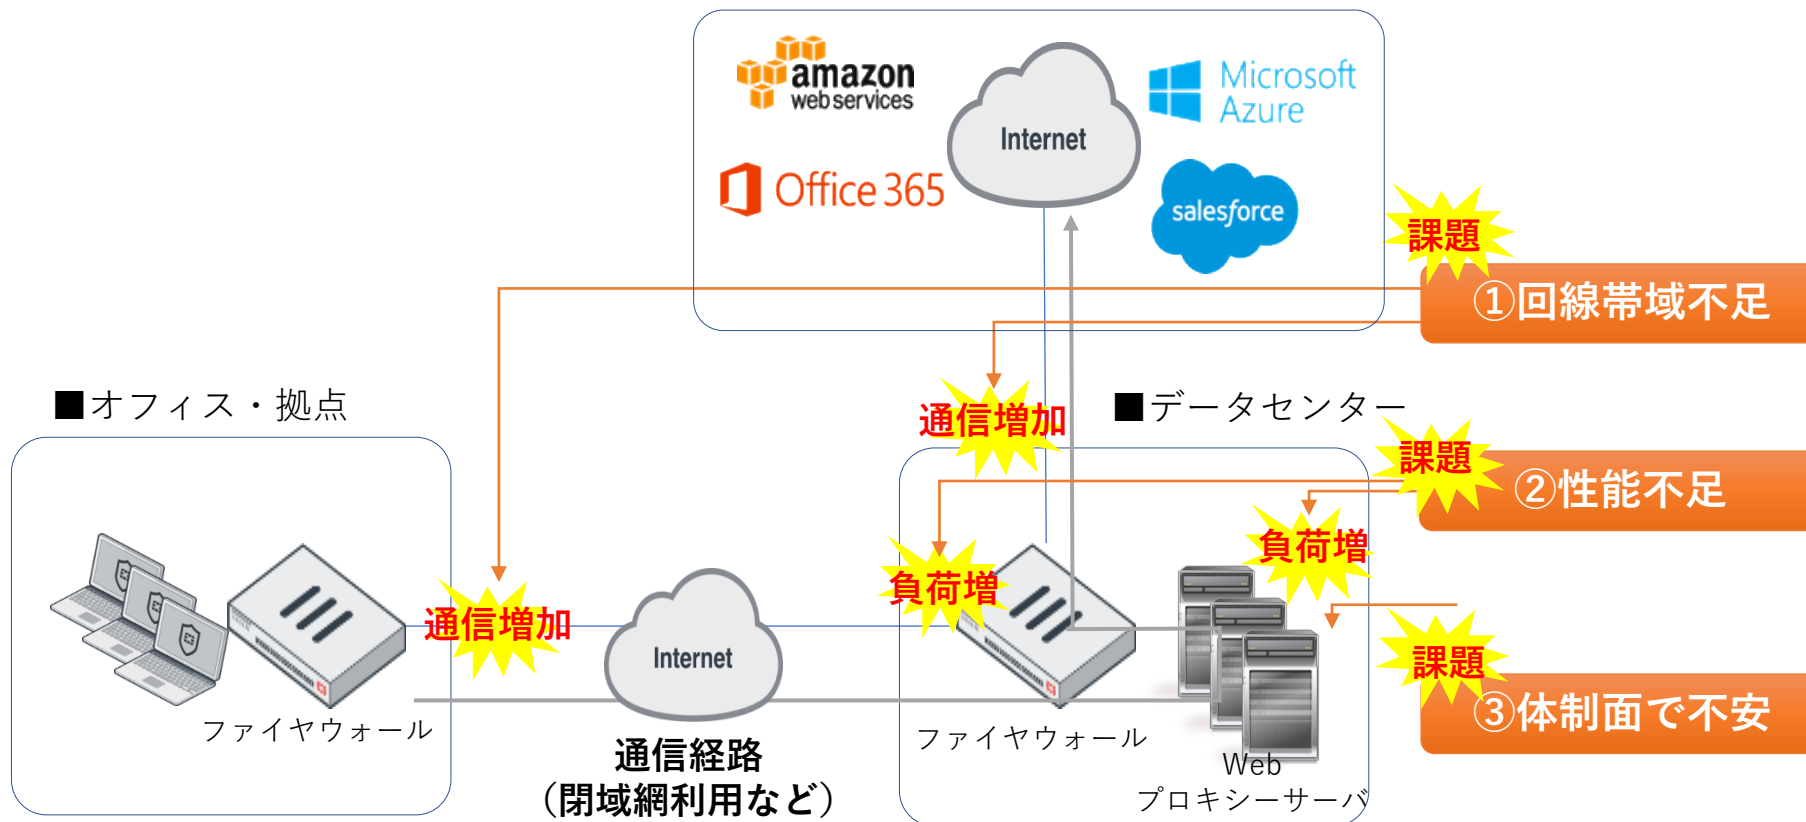 amazon
web services
Microsoft
Azure
Internet
Office 365
salesforce
課題
①回線帯域不足
■オフィス・拠点
通信増加
■データセンター
課題
②性能不足
負荷増
負荷増
通信増加
Internet
課題
③体制面で不安
ファイヤウォール
ファイヤウォール
通信経路
（閉域網利用など）
Web
プロキシーサーバ